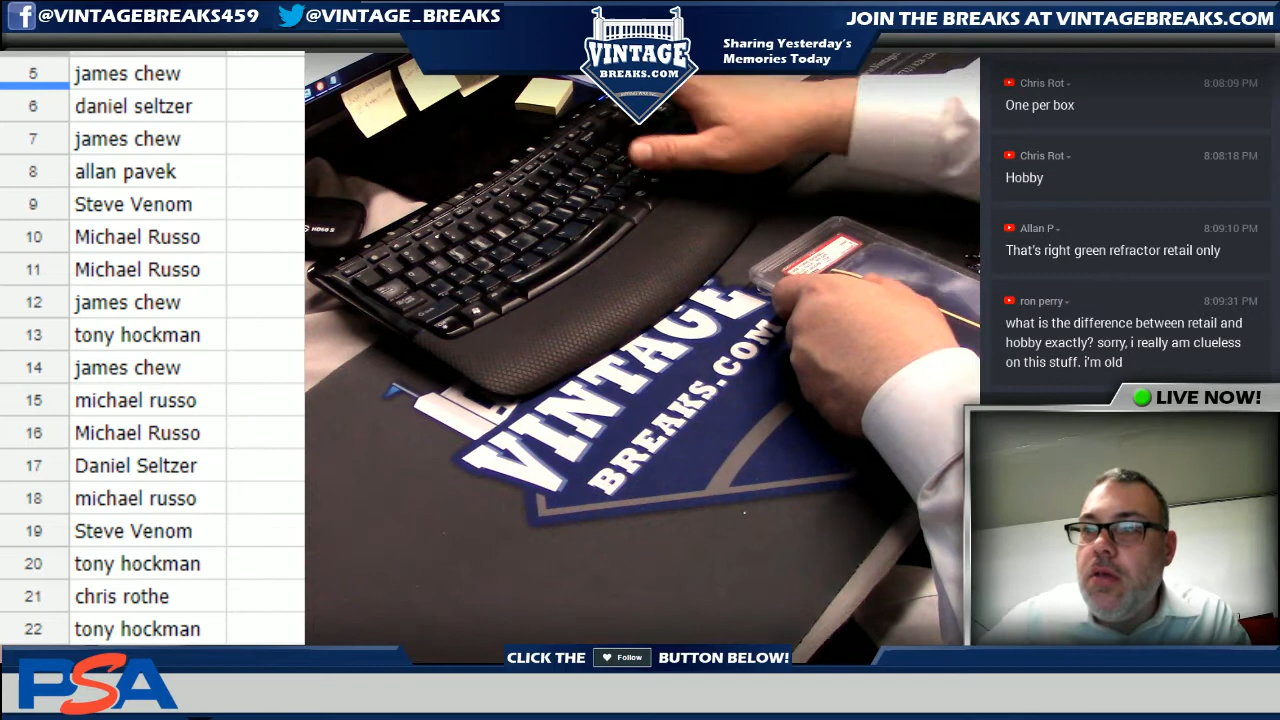 @VINTAGEBREAKS459 @VINTAGE_BREAKS
JOIN THE BREAKS AT VINTAGEBREAKS.COM
VINTAGE
BREAKS.COM
Sharing Yesterday's
Memories Today
5 james chew
6 daniel seltzer
7 james chew
8 allan pavek
9 Steve Venom
10 Michael Russo
11 Michael Russo
12 james chew
13 tony hockman
14 james chew
15 michael russo
16 Michael Russo
17 Daniel Seltzer
18 michael russo
19 Steve Venom
20 tony hockman
21 chris rothe
22 tony hockman
HD60 S
VINTAGE
BREAKS.COM
Chris Rot 8:08:09 PM
One per box
Chris Rot 8:08:18 PM
Hobby
Allan P 8:09:10 PM
That's right green refractor retail only
ron perry 8:09:31 PM
what is the difference between retail and
hobby exactly? sorry, i really am clueless
on this stuff. i'm old
LIVE NOW!
CLICK THE Follow BUTTON BELOW!
PSA